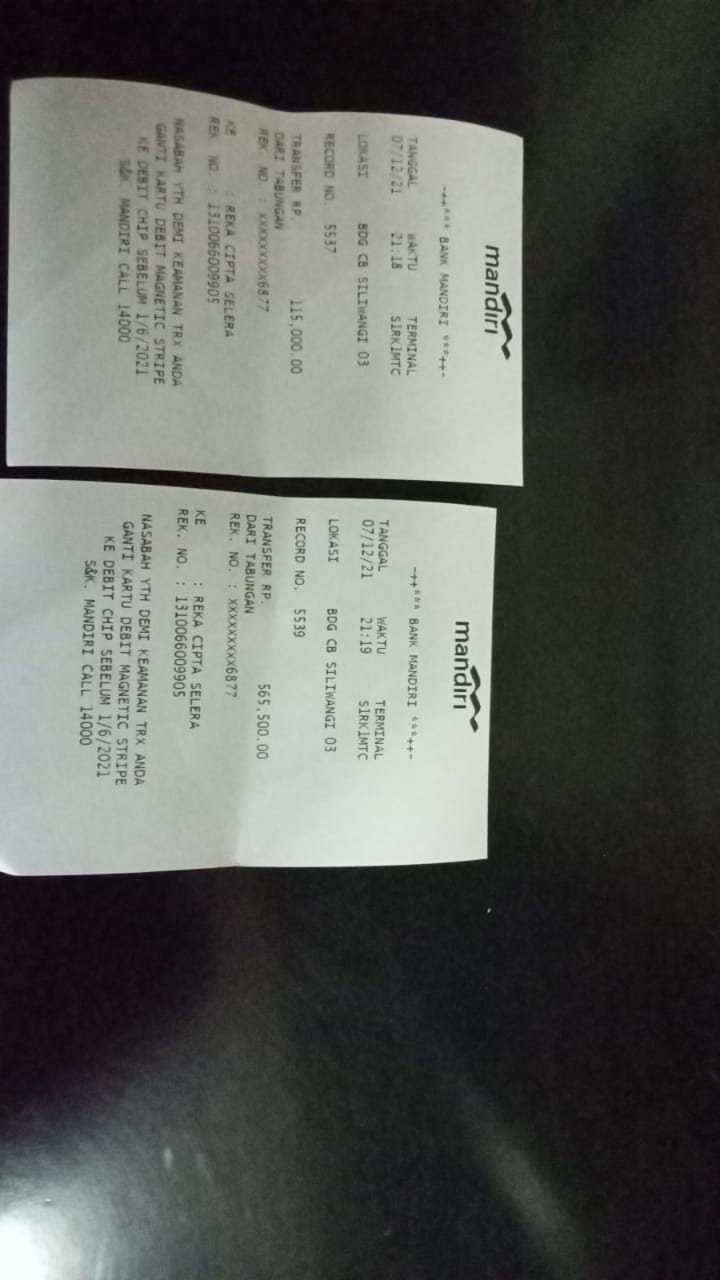 mandiri
-++*** BANK MANDIRI ***++-
TANGGAL WAKTU TERMINAL
07/12/21 21:18 S1RK1MTC
LOKASI BDG CB SILIWANGI 03
RECORD NO. 5537
TRANSFER RP. 115,000.00
DARI TABUNGAN
REK. NO. : XXXXXXXXX6877
KE : REKA CIPTA SELERA
REK. NO. : 1310066009905
NASABAH YTH DEMI KEAMANAN TRX ANDA
GANTI KARTU DEBIT MAGNETIC STRIPE
KE DEBIT CHIP SEBELUM 1/6/2021
S&K. MANDIRI CALL 14000
mandiri
-++*** BANK MANDIRI ***++-
TANGGAL WAKTU TERMINAL
07/12/21 21:19 S1RK1MTC
LOKASI BDG CB SILIWANGI 03
RECORD NO. 5539
TRANSFER RP. 565,500.00
DARI TABUNGAN
REK. NO. : XXXXXXXXX6877
KE : REKA CIPTA SELERA
REK. NO. : 1310066009905
NASABAH YTH DEMI KEAMANAN TRX ANDA
GANTI KARTU DEBIT MAGNETIC STRIPE
KE DEBIT CHIP SEBELUM 1/6/2021
S&K. MANDIRI CALL 14000